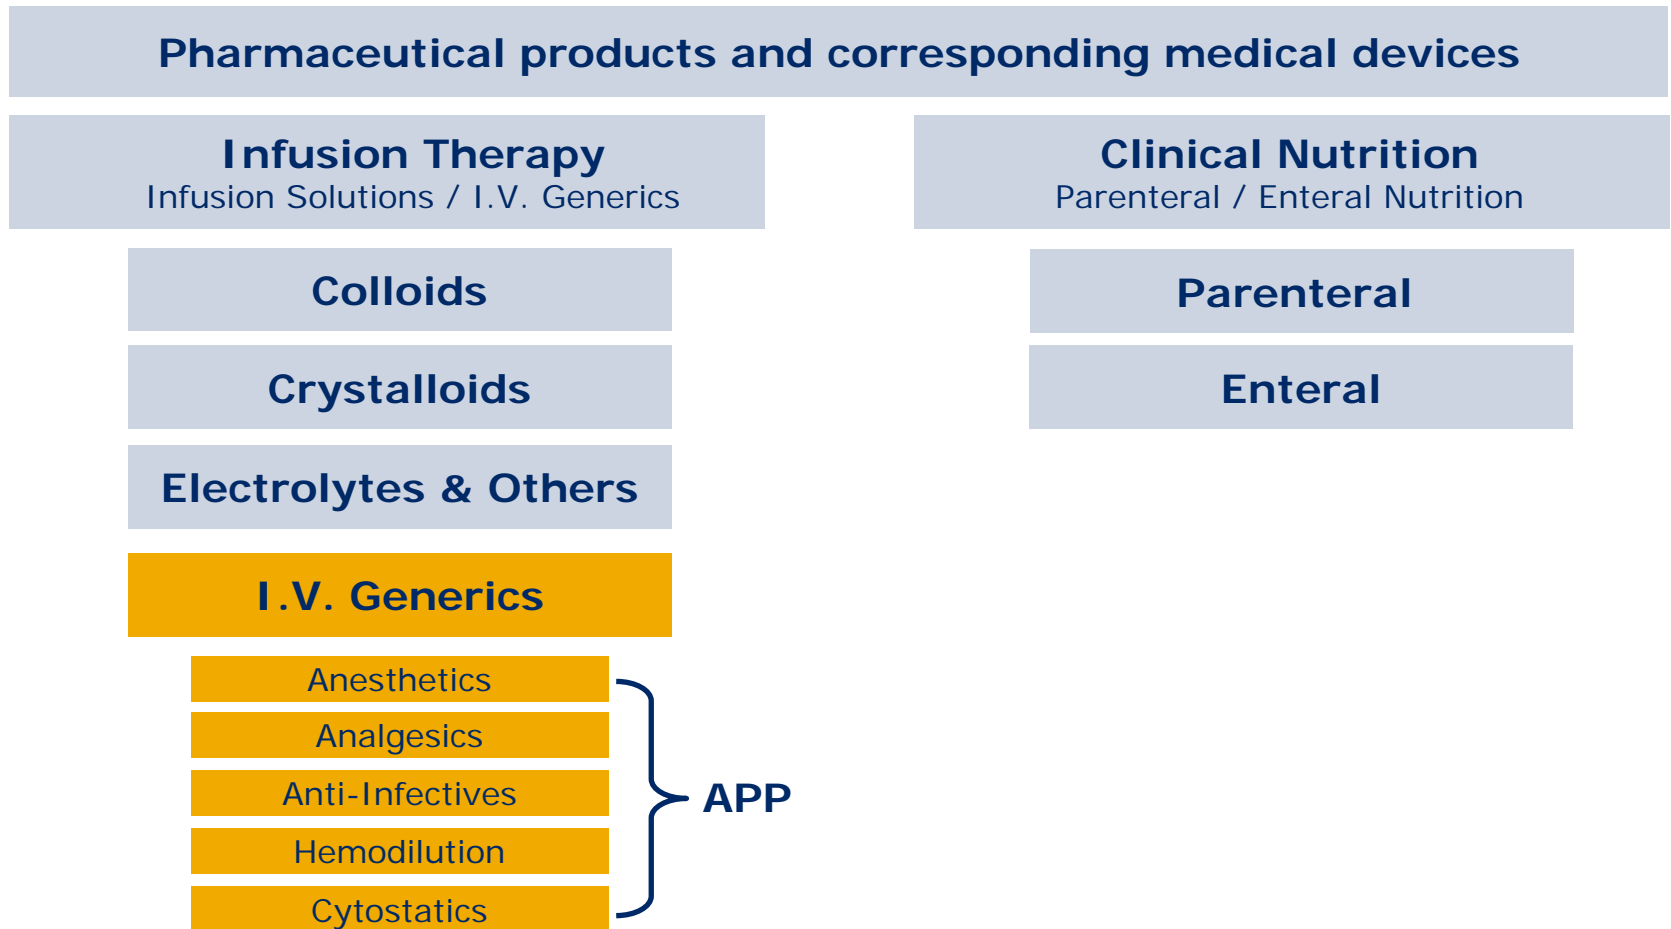 Pharmaceutical products and corresponding medical devices
Infusion Therapy
Infusion Solutions / I.V. Generics
Clinical Nutrition
Parenteral / Enteral Nutrition
Colloids
Crystalloids
Electrolytes & Others
I.V. Generics
Anesthetics
Analgesics
Anti-Infectives
Hemodilution
Cytostatics
APP
Parenteral
Enteral